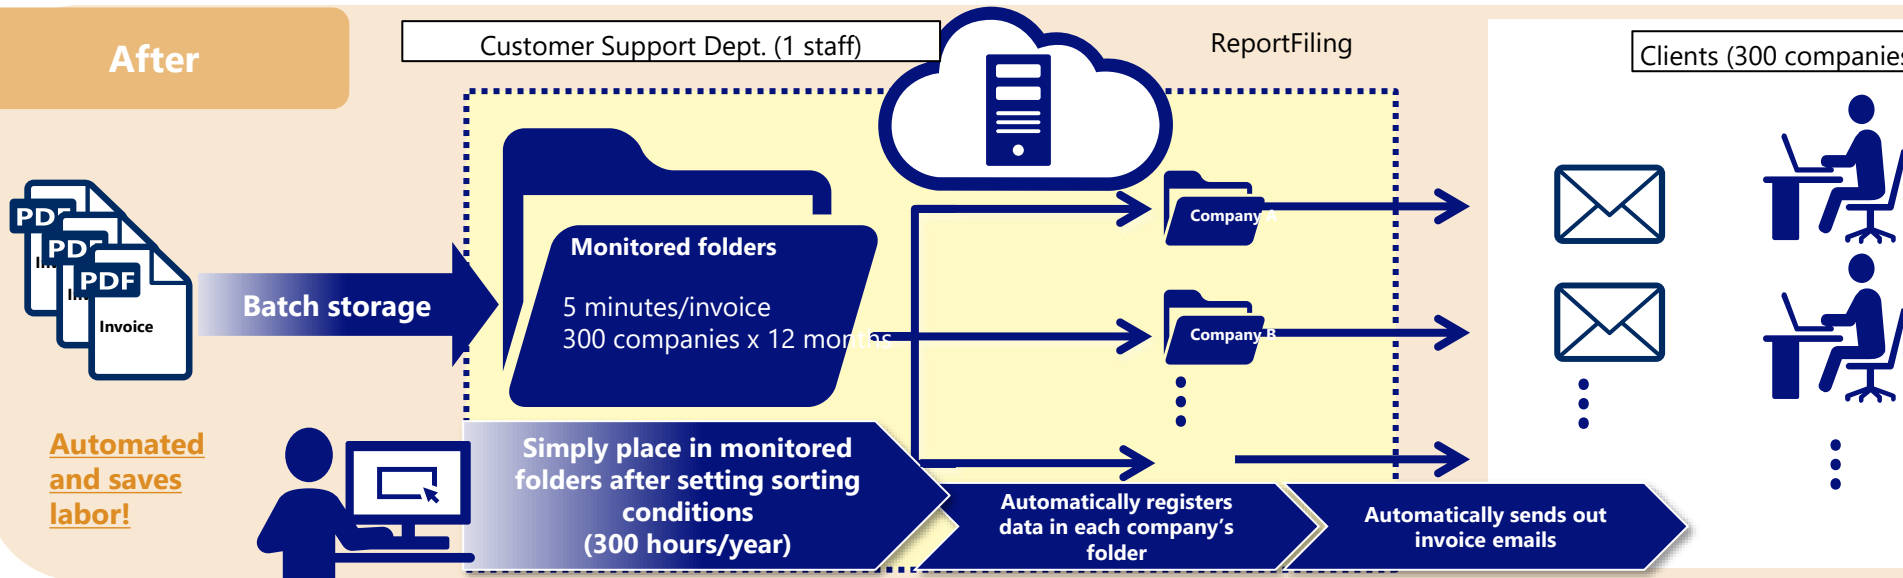 After
Customer Support Dept. (1 staff)
ReportFiling
Clients (300 companies
PDF
PDF
PDF
Invoice
Batch storage
Monitored folders
5 minutes/invoice
300 companies x 12 months
Company A
Company B
Automated
and saves
labor!
Simply place in monitored
folders after setting sorting
conditions
(300 hours/year)
Automatically registers
data in each company's
folder
Automatically sends out
invoice emails